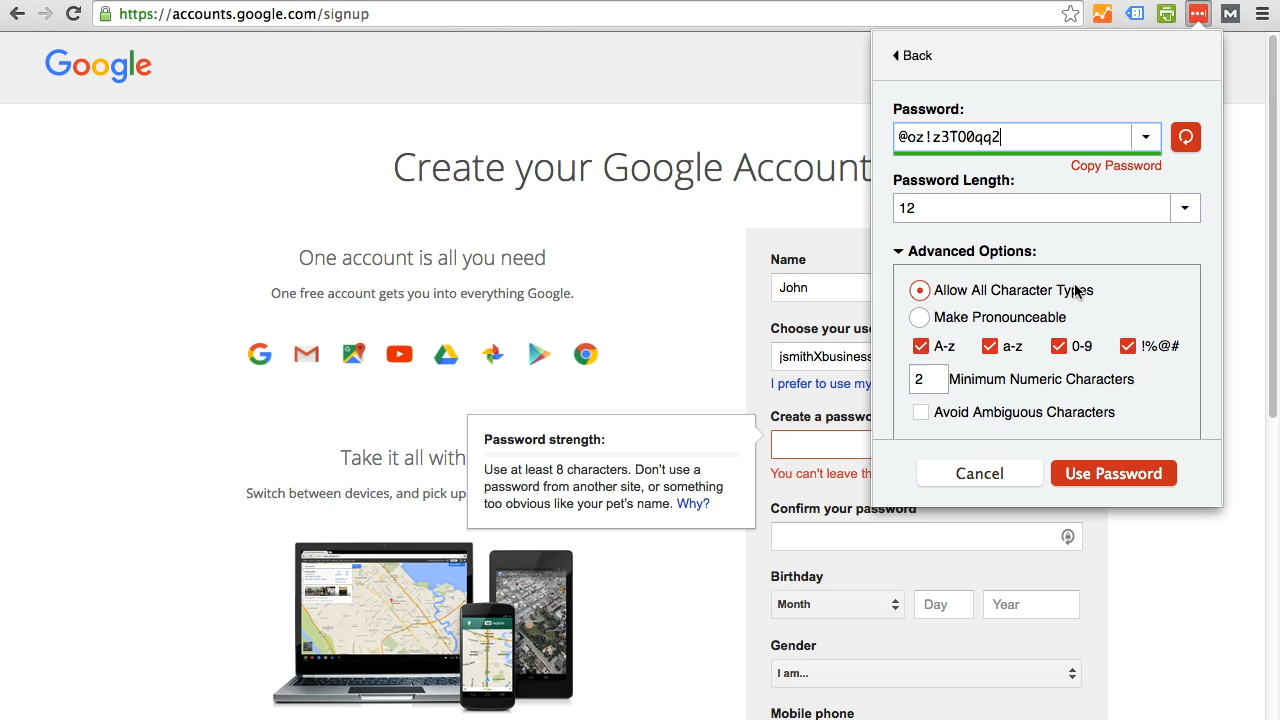 https://accounts.google.com/signup
Google
Create your Google Account
One account is all you need
One free account gets you into everything Google.
Take it all with
Switch between devices, and pick up
Name
John
Choose your use
jsmithXbusiness
I prefer to use my
Create a passwo
You can't leave th
Password strength:
Use at least 8 characters. Don't use a
password from another site, or something
too obvious like your pet's name. Why?
Confirm your password
Birthday
Month
Day
Year
Gender
I am...
Mobile phone
Back
Password:
@oz!z3TO0qq2
Copy Password
Password Length:
12
Advanced Options:
Allow All Character Types
Make Pronounceable
A-z
a-z
0-9
!%@#
2 Minimum Numeric Characters
Avoid Ambiguous Characters
Cancel
Use Password